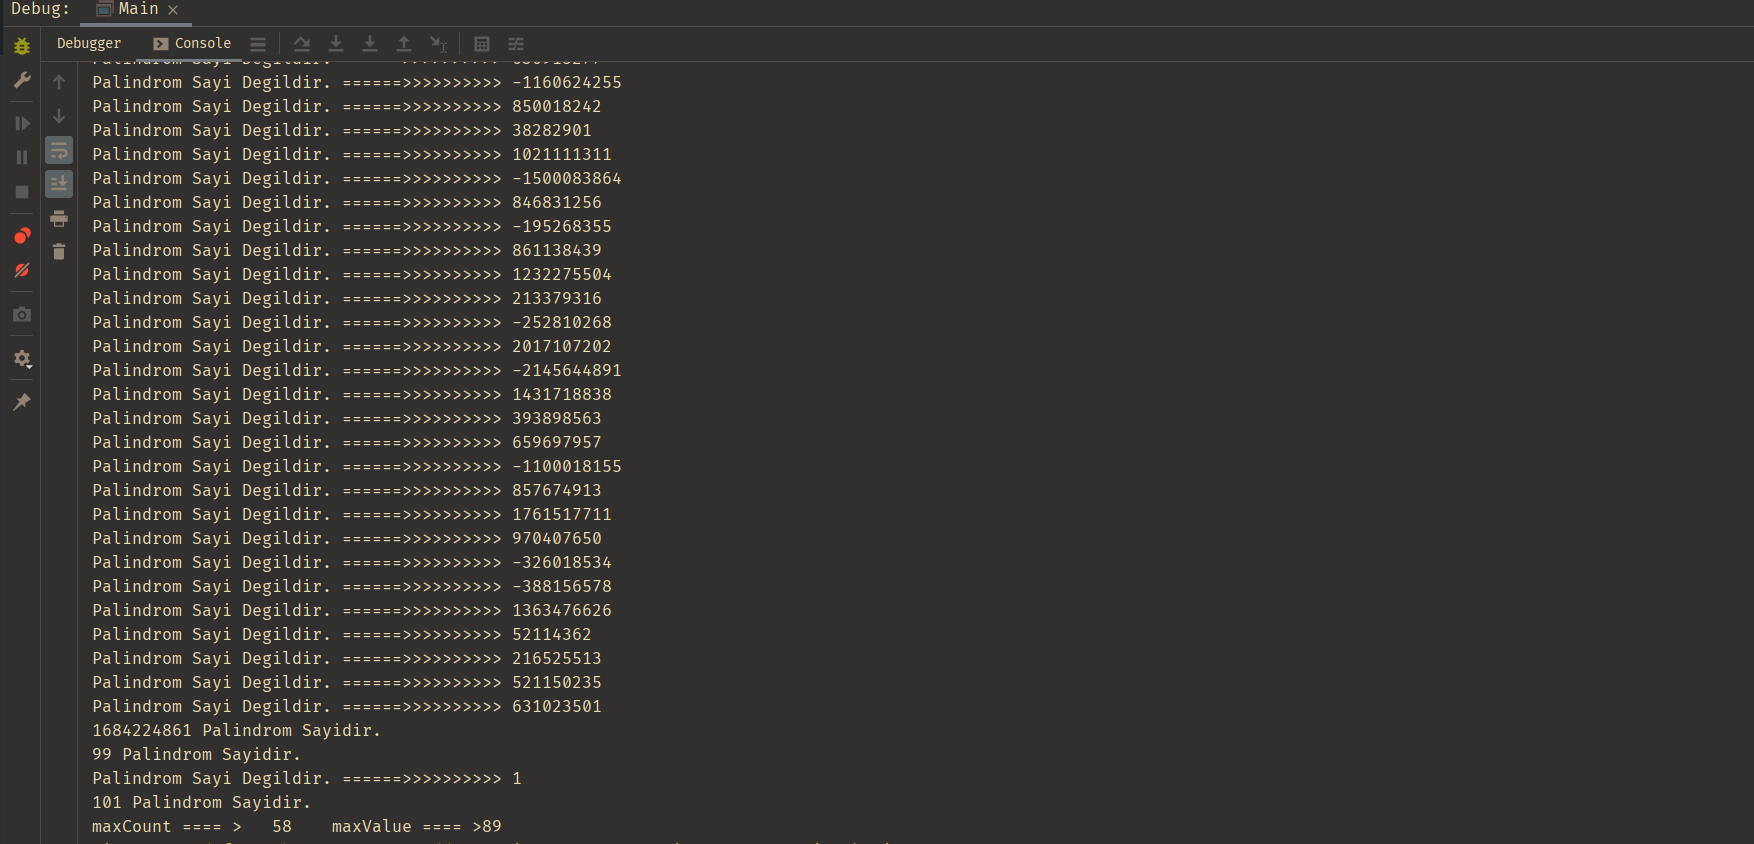 Debug: Main
Debugger Console
Palindrom Sayi Degildir. ======>>>>>>>>>>
Palindrom Sayi Degildir. ======>>>>>>>>>> -1160624255
Palindrom Sayi Degildir. ======>>>>>>>>>> 850018242
Palindrom Sayi Degildir. ======>>>>>>>>>> 38282901
Palindrom Sayi Degildir. ======>>>>>>>>>> 1021111311
Palindrom Sayi Degildir. ======>>>>>>>>>> -1500083864
Palindrom Sayi Degildir. ======>>>>>>>>>> 846831256
Palindrom Sayi Degildir. ======>>>>>>>>>> -195268355
Palindrom Sayi Degildir. ======>>>>>>>>>> 861138439
Palindrom Sayi Degildir. ======>>>>>>>>>> 1232275504
Palindrom Sayi Degildir. ======>>>>>>>>>> 213379316
Palindrom Sayi Degildir. ======>>>>>>>>>> -252810268
Palindrom Sayi Degildir. ======>>>>>>>>>> 2017107202
Palindrom Sayi Degildir. ======>>>>>>>>>> -2145644891
Palindrom Sayi Degildir. ======>>>>>>>>>> 1431718838
Palindrom Sayi Degildir. ======>>>>>>>>>> 393898563
Palindrom Sayi Degildir. ======>>>>>>>>>> 659697957
Palindrom Sayi Degildir. ======>>>>>>>>>> -1100018155
Palindrom Sayi Degildir. ======>>>>>>>>>> 857674913
Palindrom Sayi Degildir. ======>>>>>>>>>> 1761517711
Palindrom Sayi Degildir. ======>>>>>>>>>> 970407650
Palindrom Sayi Degildir. ======>>>>>>>>>> -326018534
Palindrom Sayi Degildir. ======>>>>>>>>>> -388156578
Palindrom Sayi Degildir. ======>>>>>>>>>> 1363476626
Palindrom Sayi Degildir. ======>>>>>>>>>> 52114362
Palindrom Sayi Degildir. ======>>>>>>>>>> 216525513
Palindrom Sayi Degildir. ======>>>>>>>>>> 521150235
Palindrom Sayi Degildir. ======>>>>>>>>>> 631023501
1684224861 Palindrom Sayidir.
99 Palindrom Sayidir.
Palindrom Sayi Degildir. ======>>>>>>>>>> 1
101 Palindrom Sayidir.
maxCount ==== >   58    maxValue ==== >89